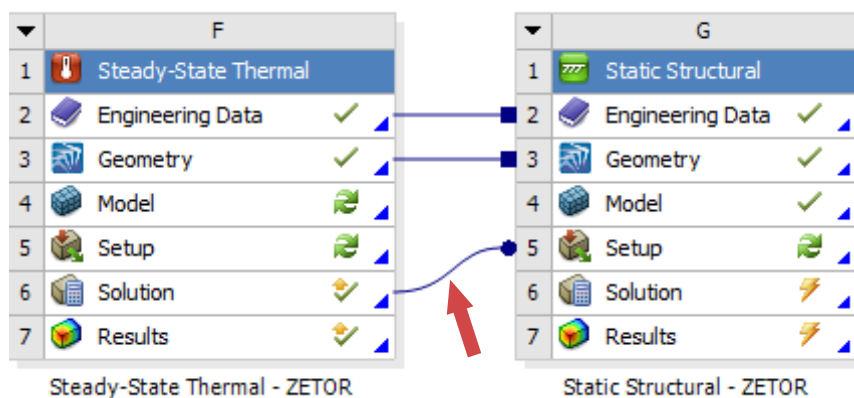 F
1 Steady-State Thermal
2 Engineering Data
3 Geometry
4 Model
5 Setup
6 Solution
7 Results
Steady-State Thermal - ZETOR
G
1 Static Structural
2 Engineering Data
3 Geometry
4 Model
5 Setup
6 Solution
7 Results
Static Structural - ZETOR